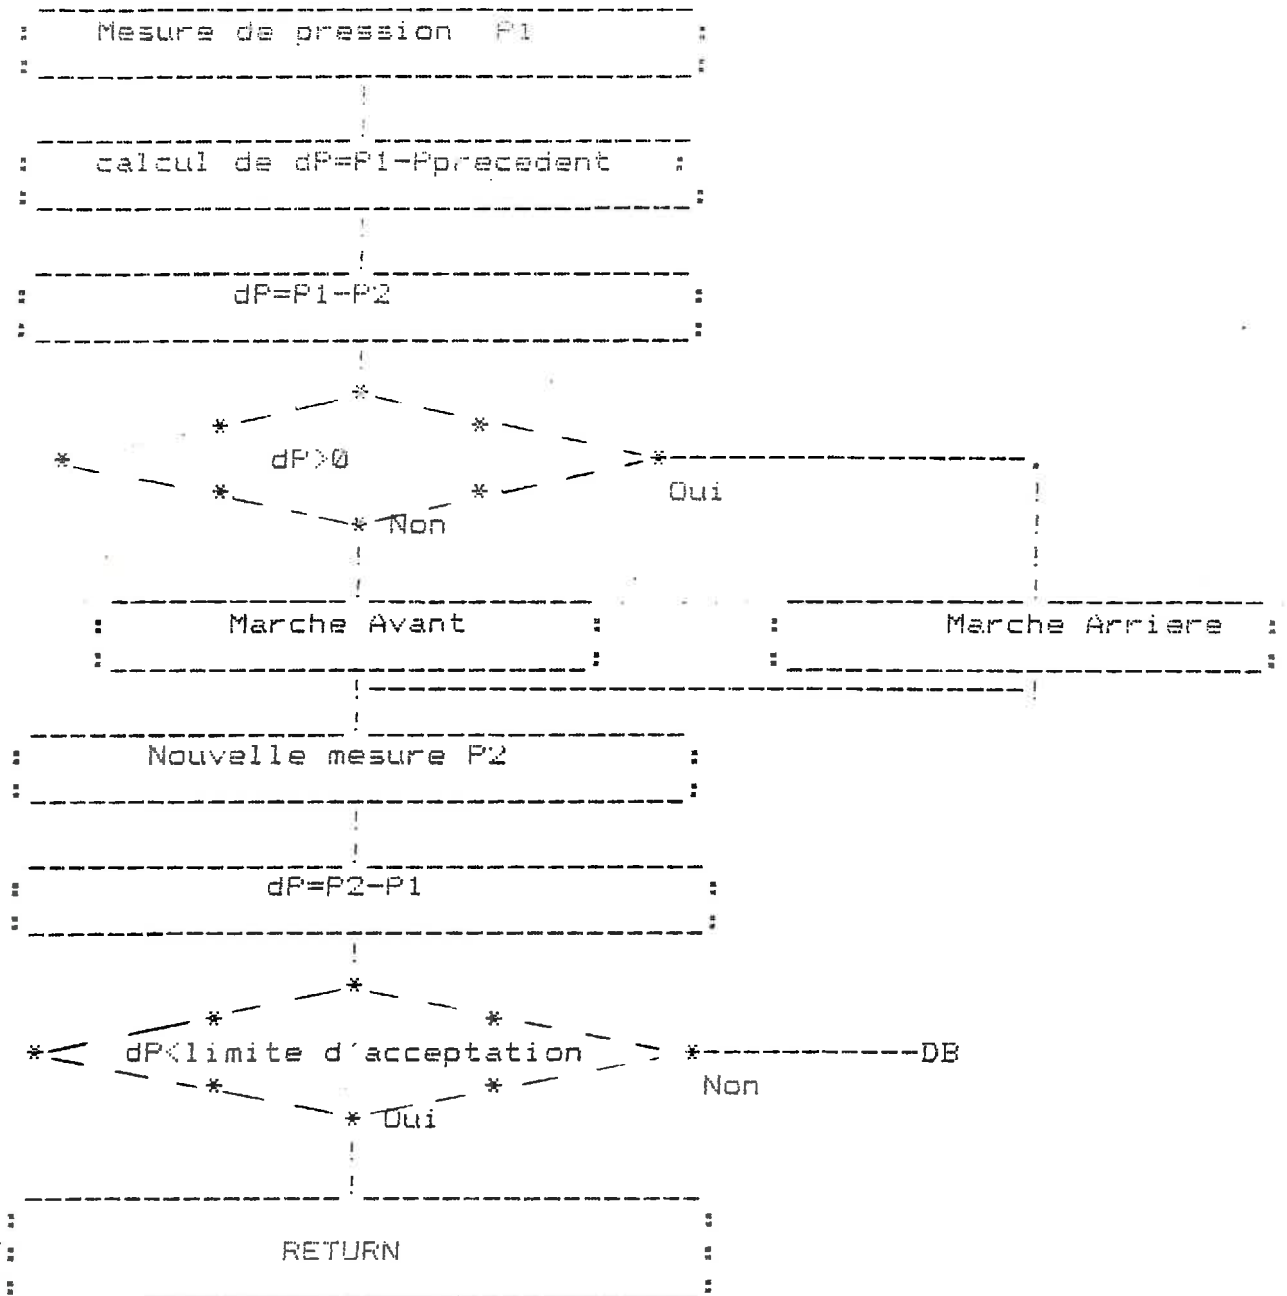 Mesure de pression P1
calcul de dP=P1-Pprecedent
dP=P1-P2
dP>0
Oui
Non
Marche Avant
Marche Arriere
Nouvelle mesure P2
dP=P2-P1
dP<limite d'acceptation
DB
Non
Oui
RETURN